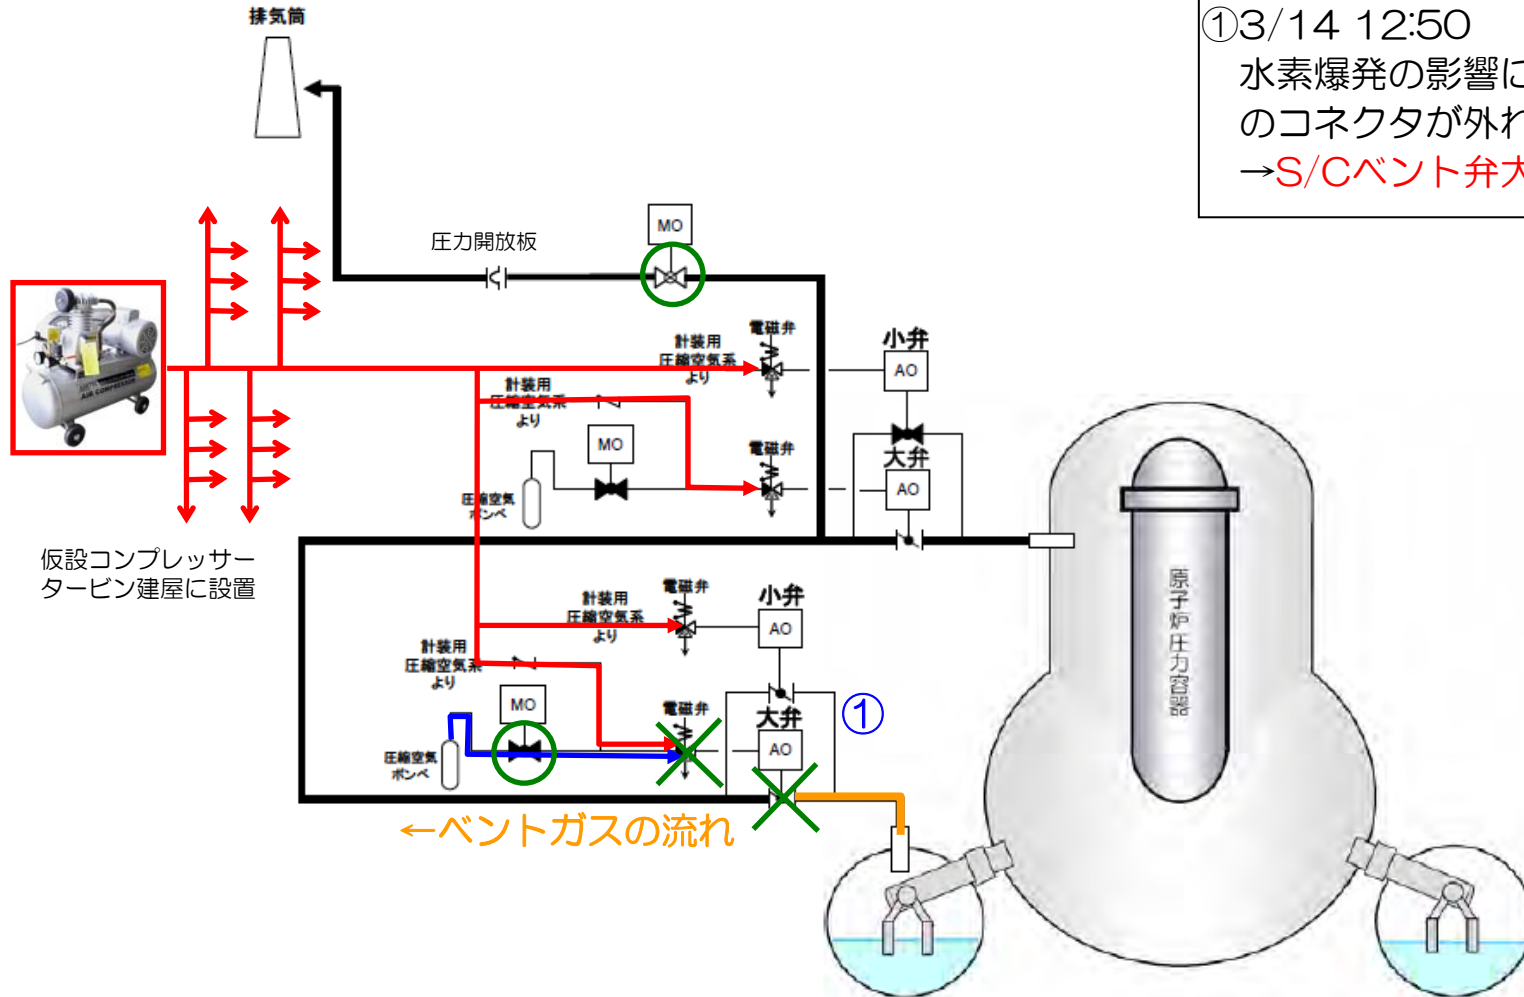 排気筒
①3/14 12:50
水素爆発の影響に
のコネクタが外れ
→S/Cベント弁大
MO
圧力開放板
電磁弁
計装用
圧縮空気系
より
小弁
AO
計装用
圧縮空気系
より
MO
電磁弁
大弁
AO
圧縮空気
ボンベ
AIR COMPRESSOR
仮設コンプレッサー
タービン建屋に設置
原子炉圧力容器
電磁弁
計装用
圧縮空気系
より
小弁
AO
計装用
圧縮空気系
より
MO
電磁弁
大弁
AO
①
圧縮空気
ボンベ
←ベントガスの流れ